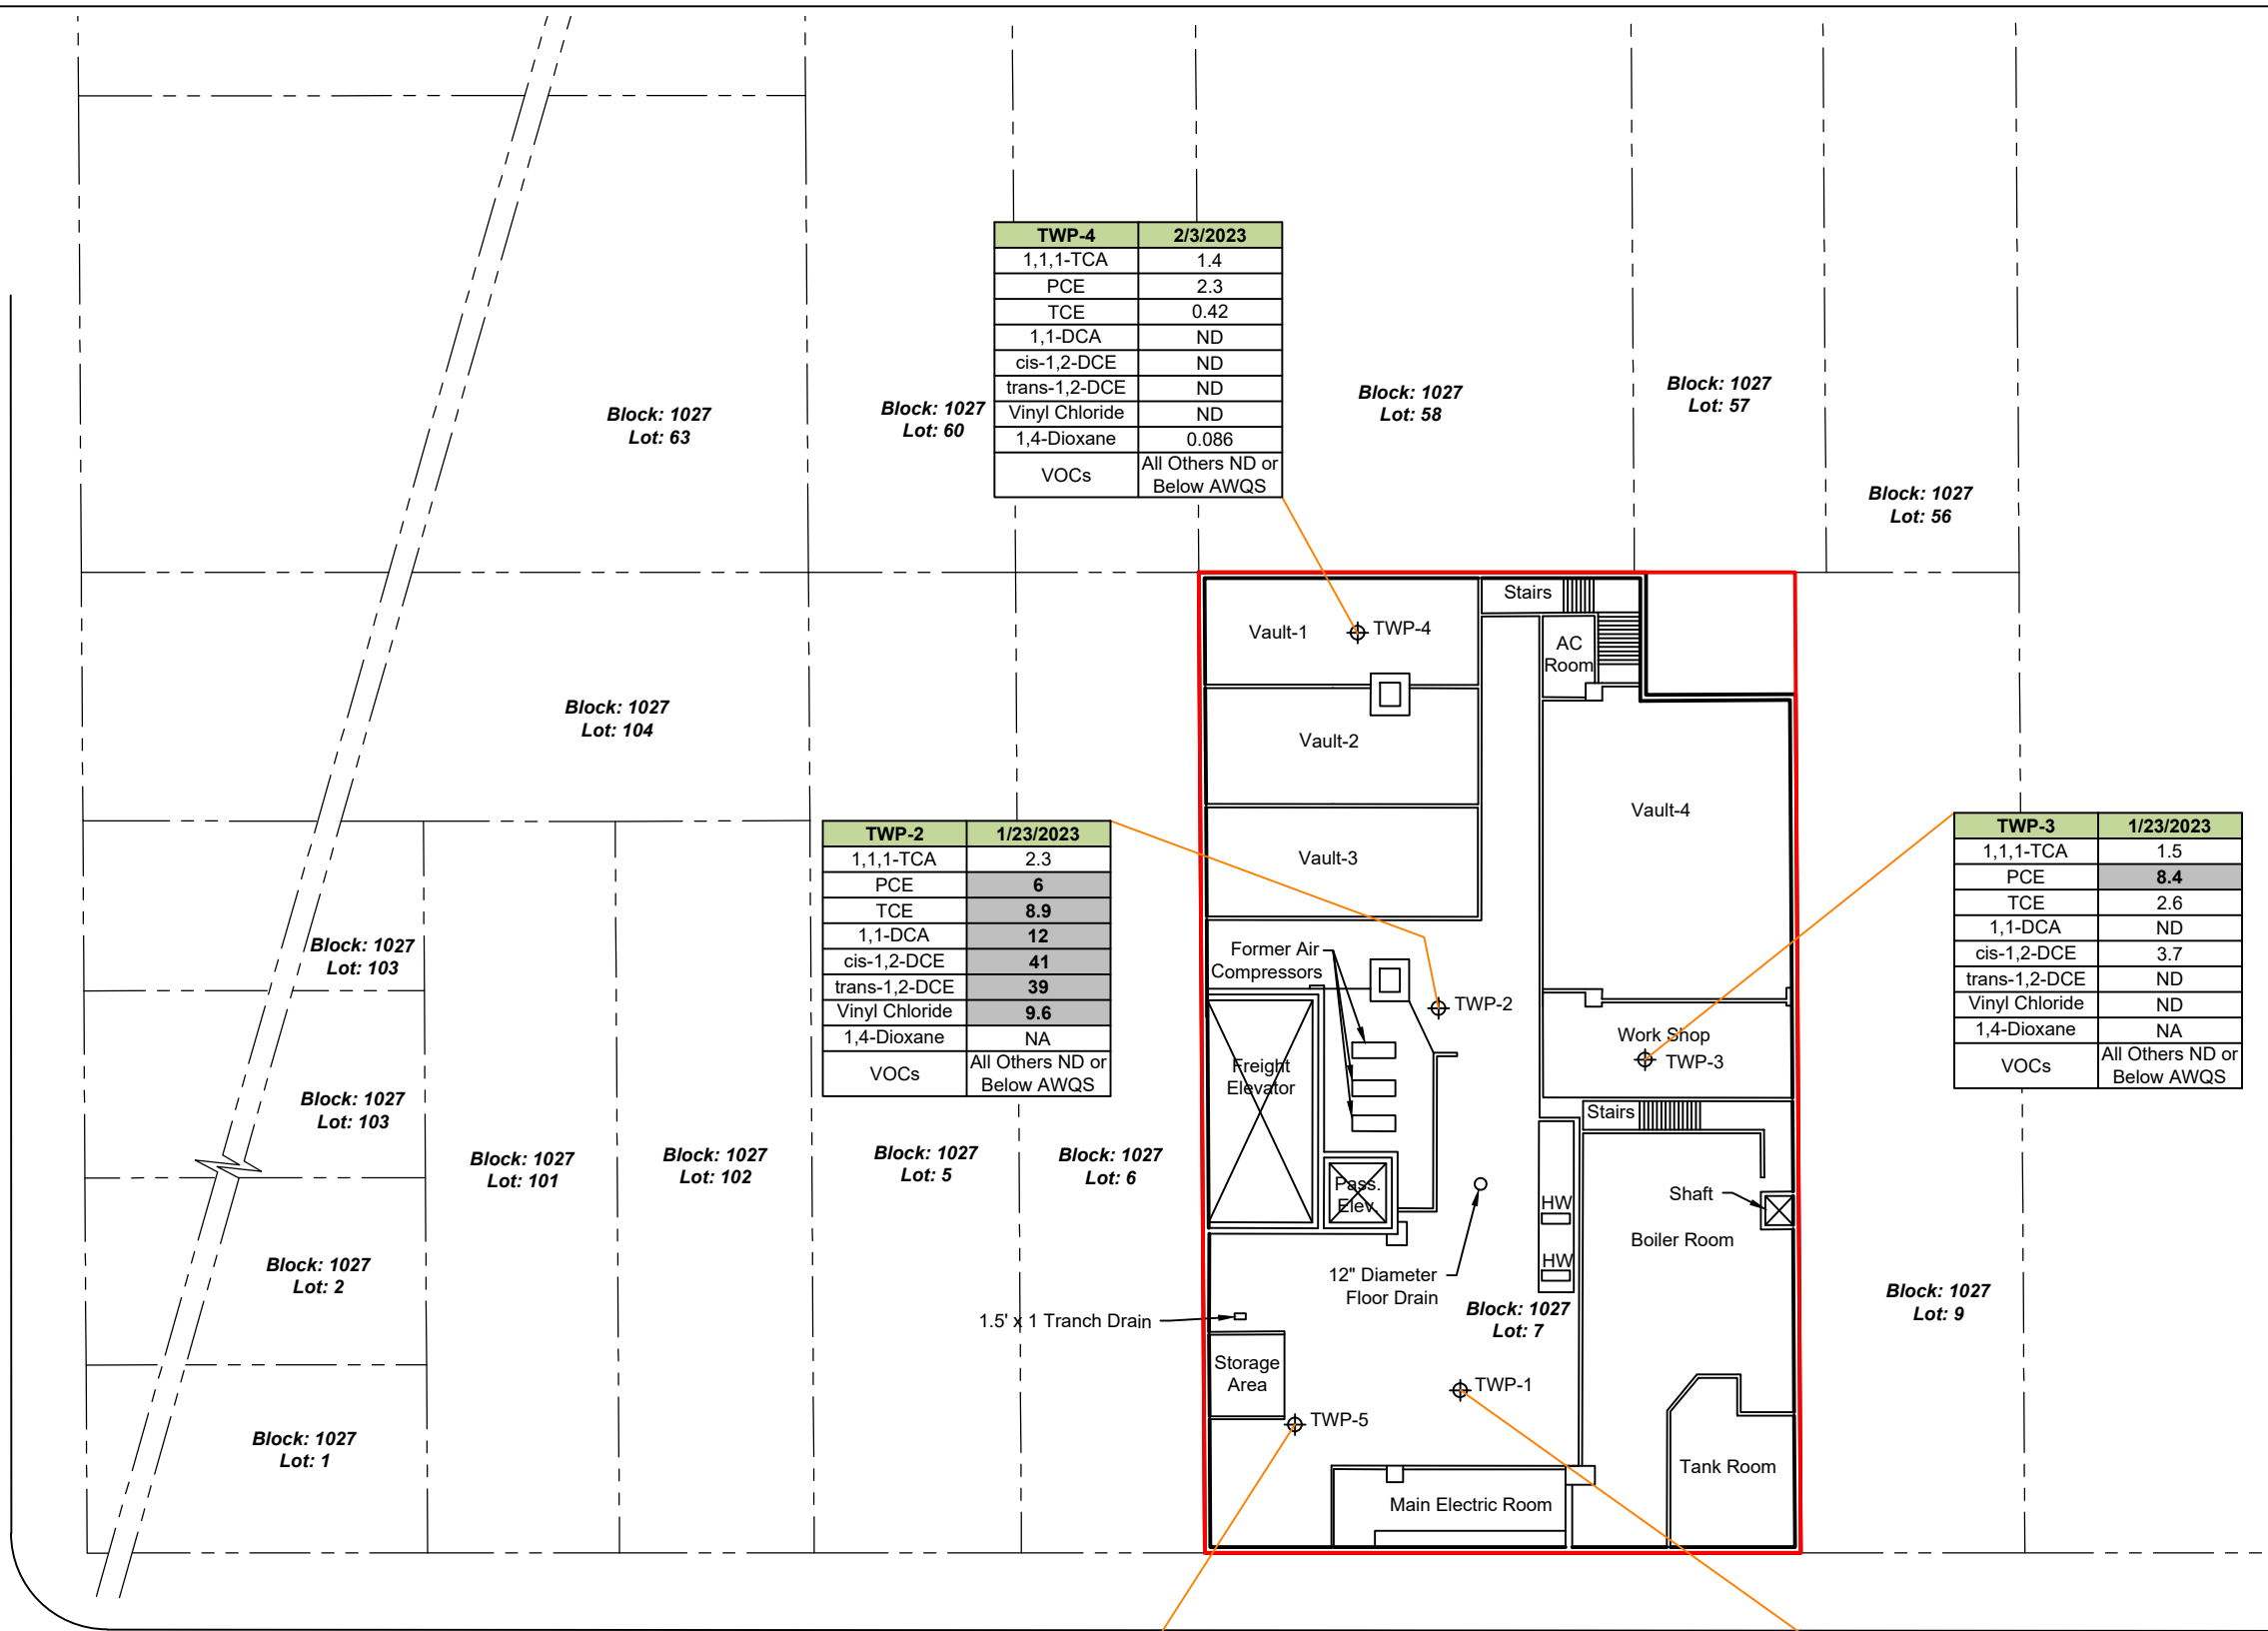 TWP-4 2/3/2023
1,1,1-TCA 1.4
PCE 2.3
TCE 0.42
1,1-DCA ND
cis-1,2-DCE ND
trans-1,2-DCE ND
Vinyl Chloride ND
1,4-Dioxane 0.086
VOCs All Others ND or
Below AWQS
Block: 1027
Lot: 63
Block: 1027
Lot: 60
Block: 1027
Lot: 58
Block: 1027
Lot: 57
Block: 1027
Lot: 56
Stairs
Vault-1
TWP-4
AC
Room
Block: 1027
Lot: 104
Vault-2
Vault-4
Vault-3
TWP-2 1/23/2023
1,1,1-TCA 2.3
PCE 6
TCE 8.9
1,1-DCA 12
cis-1,2-DCE 41
trans-1,2-DCE 39
Vinyl Chloride 9.6
1,4-Dioxane NA
VOCs All Others ND or
Below AWQS
TWP-3 1/23/2023
1,1,1-TCA 1.5
PCE 8.4
TCE 2.6
1,1-DCA ND
cis-1,2-DCE 3.7
trans-1,2-DCE ND
Vinyl Chloride ND
1,4-Dioxane NA
VOCs All Others ND or
Below AWQS
Block: 1027
Lot: 103
Former Air
Compressors
TWP-2
Work Shop
TWP-3
Freight
Elevator
Block: 1027
Lot: 103
Stairs
Block: 1027
Lot: 101
Block: 1027
Lot: 102
Block: 1027
Lot: 5
Block: 1027
Lot: 6
Pass.
Elev.
Shaft
HW
Boiler Room
HW
Block: 1027
Lot: 2
12" Diameter
Floor Drain
Block: 1027
Lot: 7
Block: 1027
Lot: 9
1.5' x 1 Tranch Drain
Storage
Area
TWP-1
TWP-5
Block: 1027
Lot: 1
Tank Room
Main Electric Room